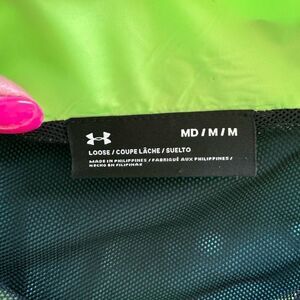 MD / M / M
LOOSE / COUPE LÂCHE / SUELTO
MADE IN PHILIPPINES / FABRIQUÉ AUX PHILIPPINES /
HECHO EN FILIPINAS